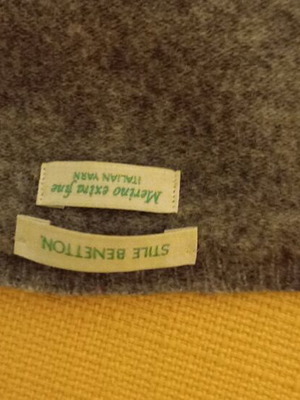 STILE BENETTON
Merino extra fine
ITALIAN YARN